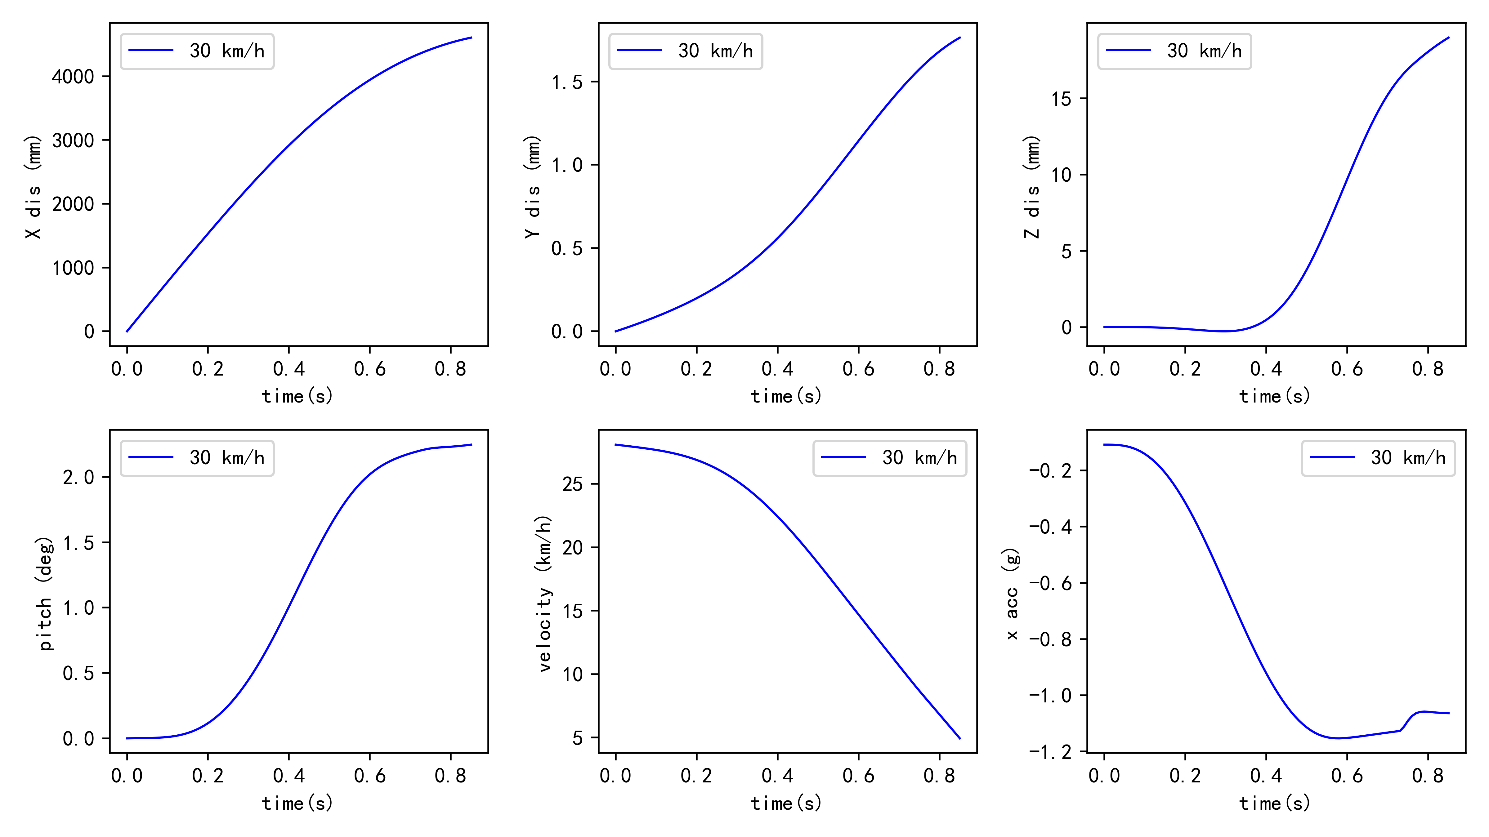 30 km/h
X dis (mm)
4000
3000
2000
1000
0
0.0 0.2 0.4 0.6 0.8
time(s)
30 km/h
Y dis (mm)
1.5
1.0
0.5
0.0
0.0 0.2 0.4 0.6 0.8
time(s)
30 km/h
Z dis (mm)
15
10
5
0
0.0 0.2 0.4 0.6 0.8
time(s)
30 km/h
pitch (deg)
2.0
1.5
1.0
0.5
0.0
0.0 0.2 0.4 0.6 0.8
time(s)
30 km/h
velocity (km/h)
25
20
15
10
5
0.0 0.2 0.4 0.6 0.8
time(s)
30 km/h
x acc (g)
−0.2
−0.4
−0.6
−0.8
−1.0
−1.2
0.0 0.2 0.4 0.6 0.8
time(s)